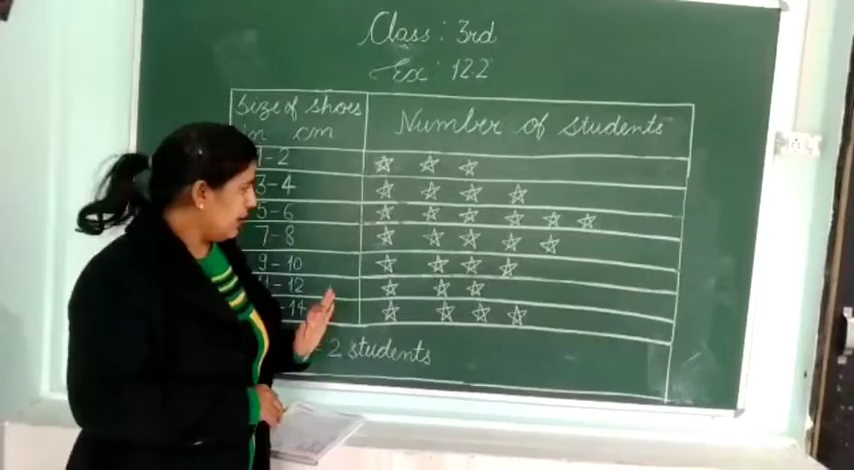 Class : 3rd
Ex : 12.2
Size of shoes in cm Number of students
1-2 ☆ ☆ ☆
3-4 ☆ ☆ ☆ ☆
5-6 ☆ ☆ ☆ ☆ ☆ ☆
7-8 ☆ ☆ ☆ ☆ ☆
9-10 ☆ ☆ ☆ ☆
11-12 ☆ ☆ ☆
-14 ☆ ☆ ☆ ☆
- 2 students